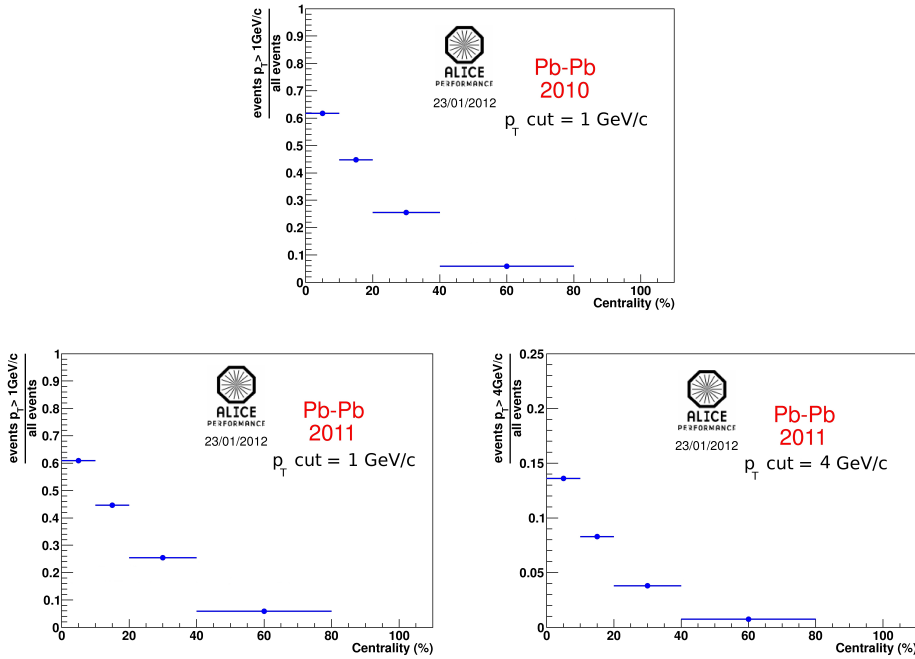 events p_T > 1GeV/c
all events
1
0.9
0.8
0.7
0.6
0.5
0.4
0.3
0.2
0.1
0
ALICE
PERFORMANCE
23/01/2012
Pb-Pb
2010
p_T cut = 1 GeV/c
0 20 40 60 80 100
Centrality (%)
events p_T > 1GeV/c
all events
1
0.9
0.8
0.7
0.6
0.5
0.4
0.3
0.2
0.1
0
ALICE
PERFORMANCE
23/01/2012
Pb-Pb
2011
p_T cut = 1 GeV/c
0 20 40 60 80 100
Centrality (%)
events p_T > 4GeV/c
all events
0.25
0.2
0.15
0.1
0.05
0
ALICE
PERFORMANCE
23/01/2012
Pb-Pb
2011
p_T cut = 4 GeV/c
0 20 40 60 80 100
Centrality (%)